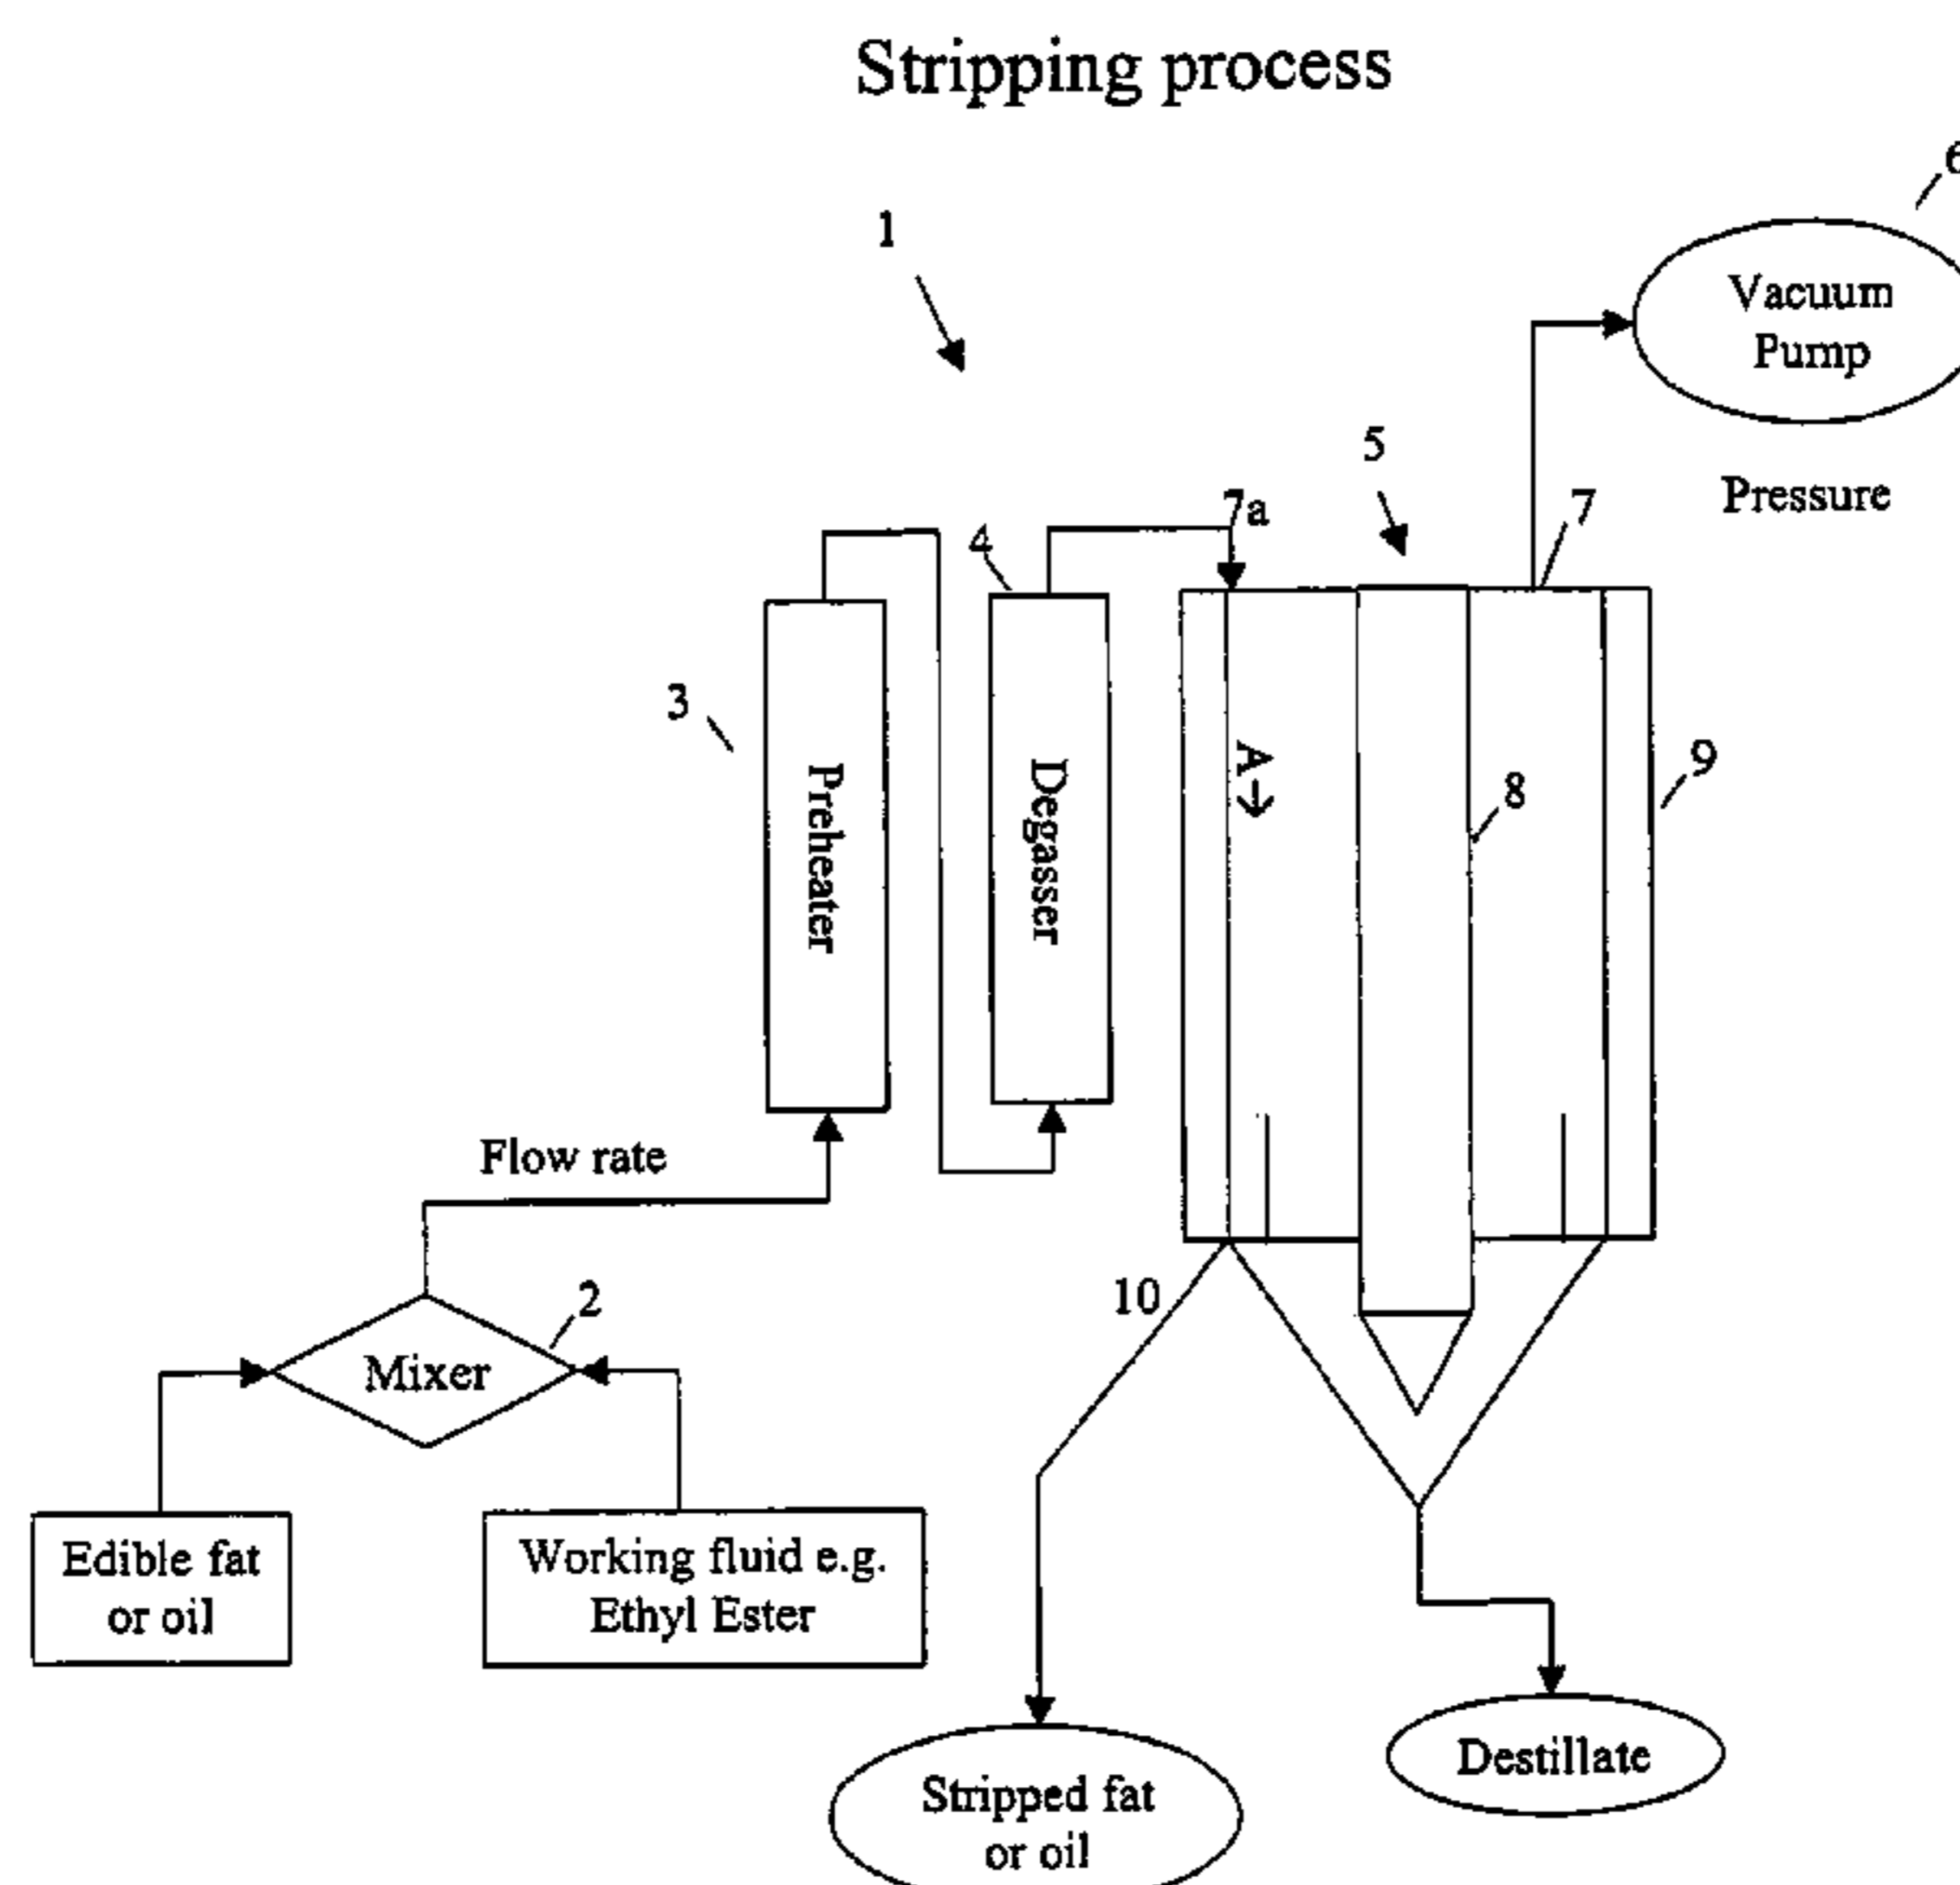 Stripping process
6
1
Vacuum
Pump
5
7a
7
Pressure
4
3
9
Preheater
Degasser
A
8
Flow rate
10
2
Mixer
Edible fat
or oil
Working fluid e.g.
Ethyl Ester
Destillate
Stripped fat
or oil